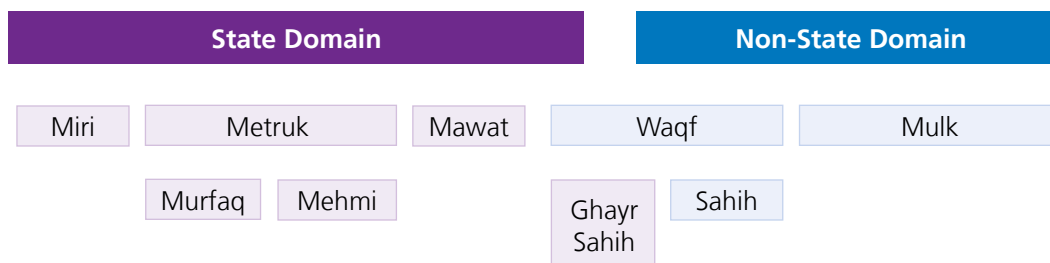 State Domain
Non-State Domain
Miri
Metruk
Mawat
Waqf
Mulk
Murfaq
Mehmi
Ghayr
Sahih
Sahih